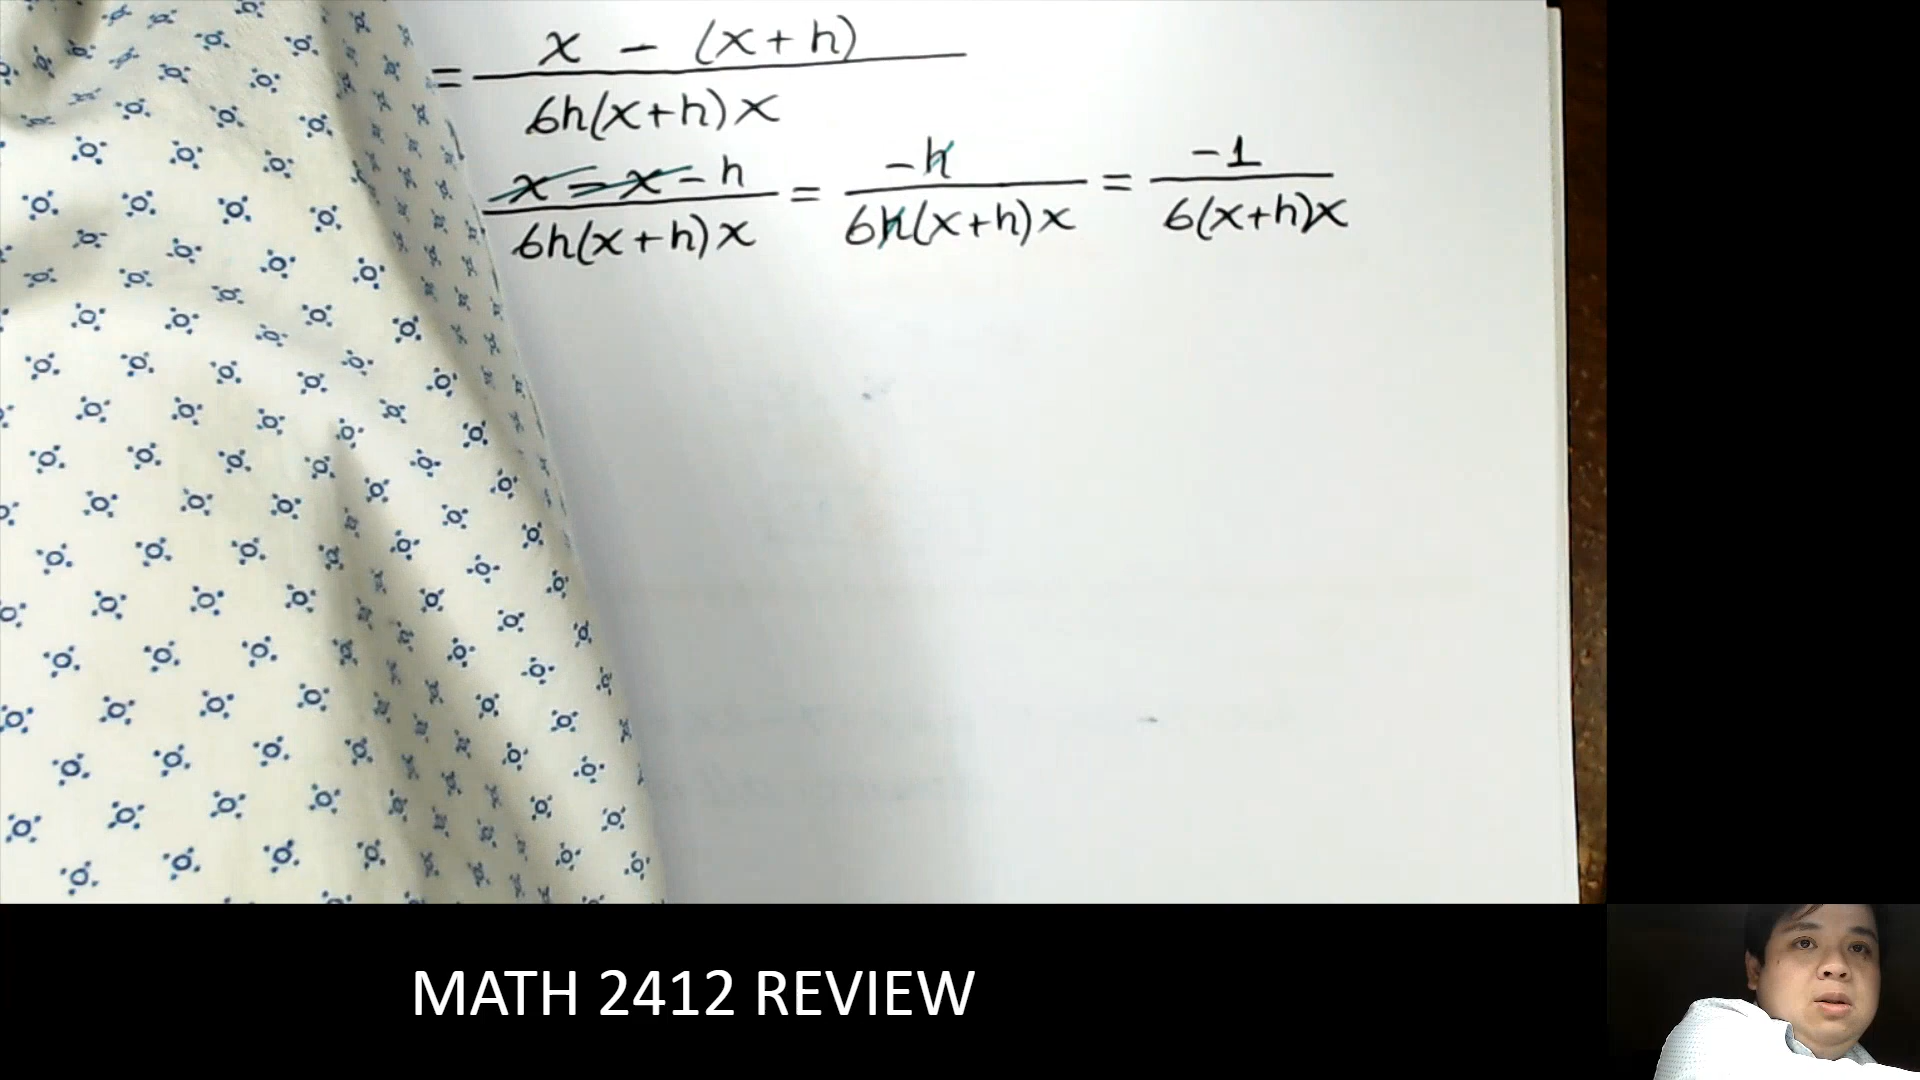 = x - (x+h) / 6h(x+h)x
x - x - h / 6h(x+h)x = -h / 6h(x+h)x = -1 / 6(x+h)x
MATH 2412 REVIEW